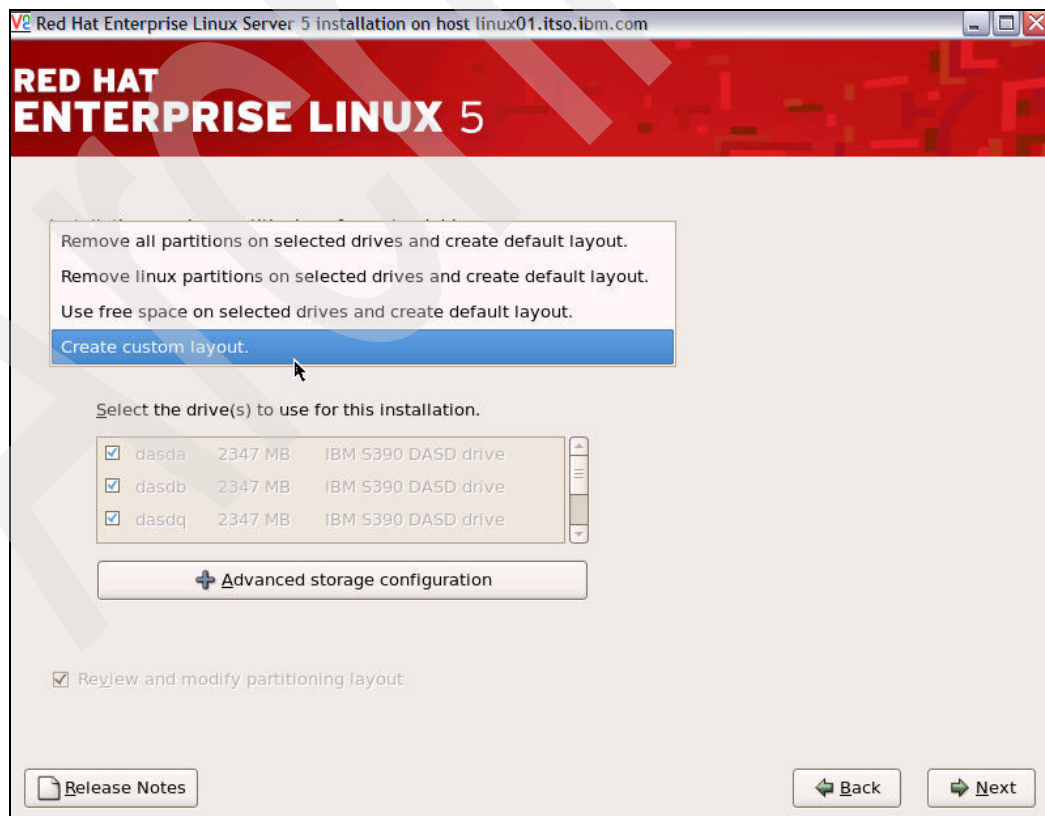 Red Hat Enterprise Linux Server 5 installation on host linux01.itso.ibm.com
RED HAT
ENTERPRISE LINUX 5
Remove all partitions on selected drives and create default layout.
Remove linux partitions on selected drives and create default layout.
Use free space on selected drives and create default layout.
Create custom layout.
Select the drive(s) to use for this installation.
dasda 2347 MB IBM S390 DASD drive
dasdb 2347 MB IBM S390 DASD drive
dasdq 2347 MB IBM S390 DASD drive
Advanced storage configuration
Review and modify partitioning layout
Release Notes
Back
Next